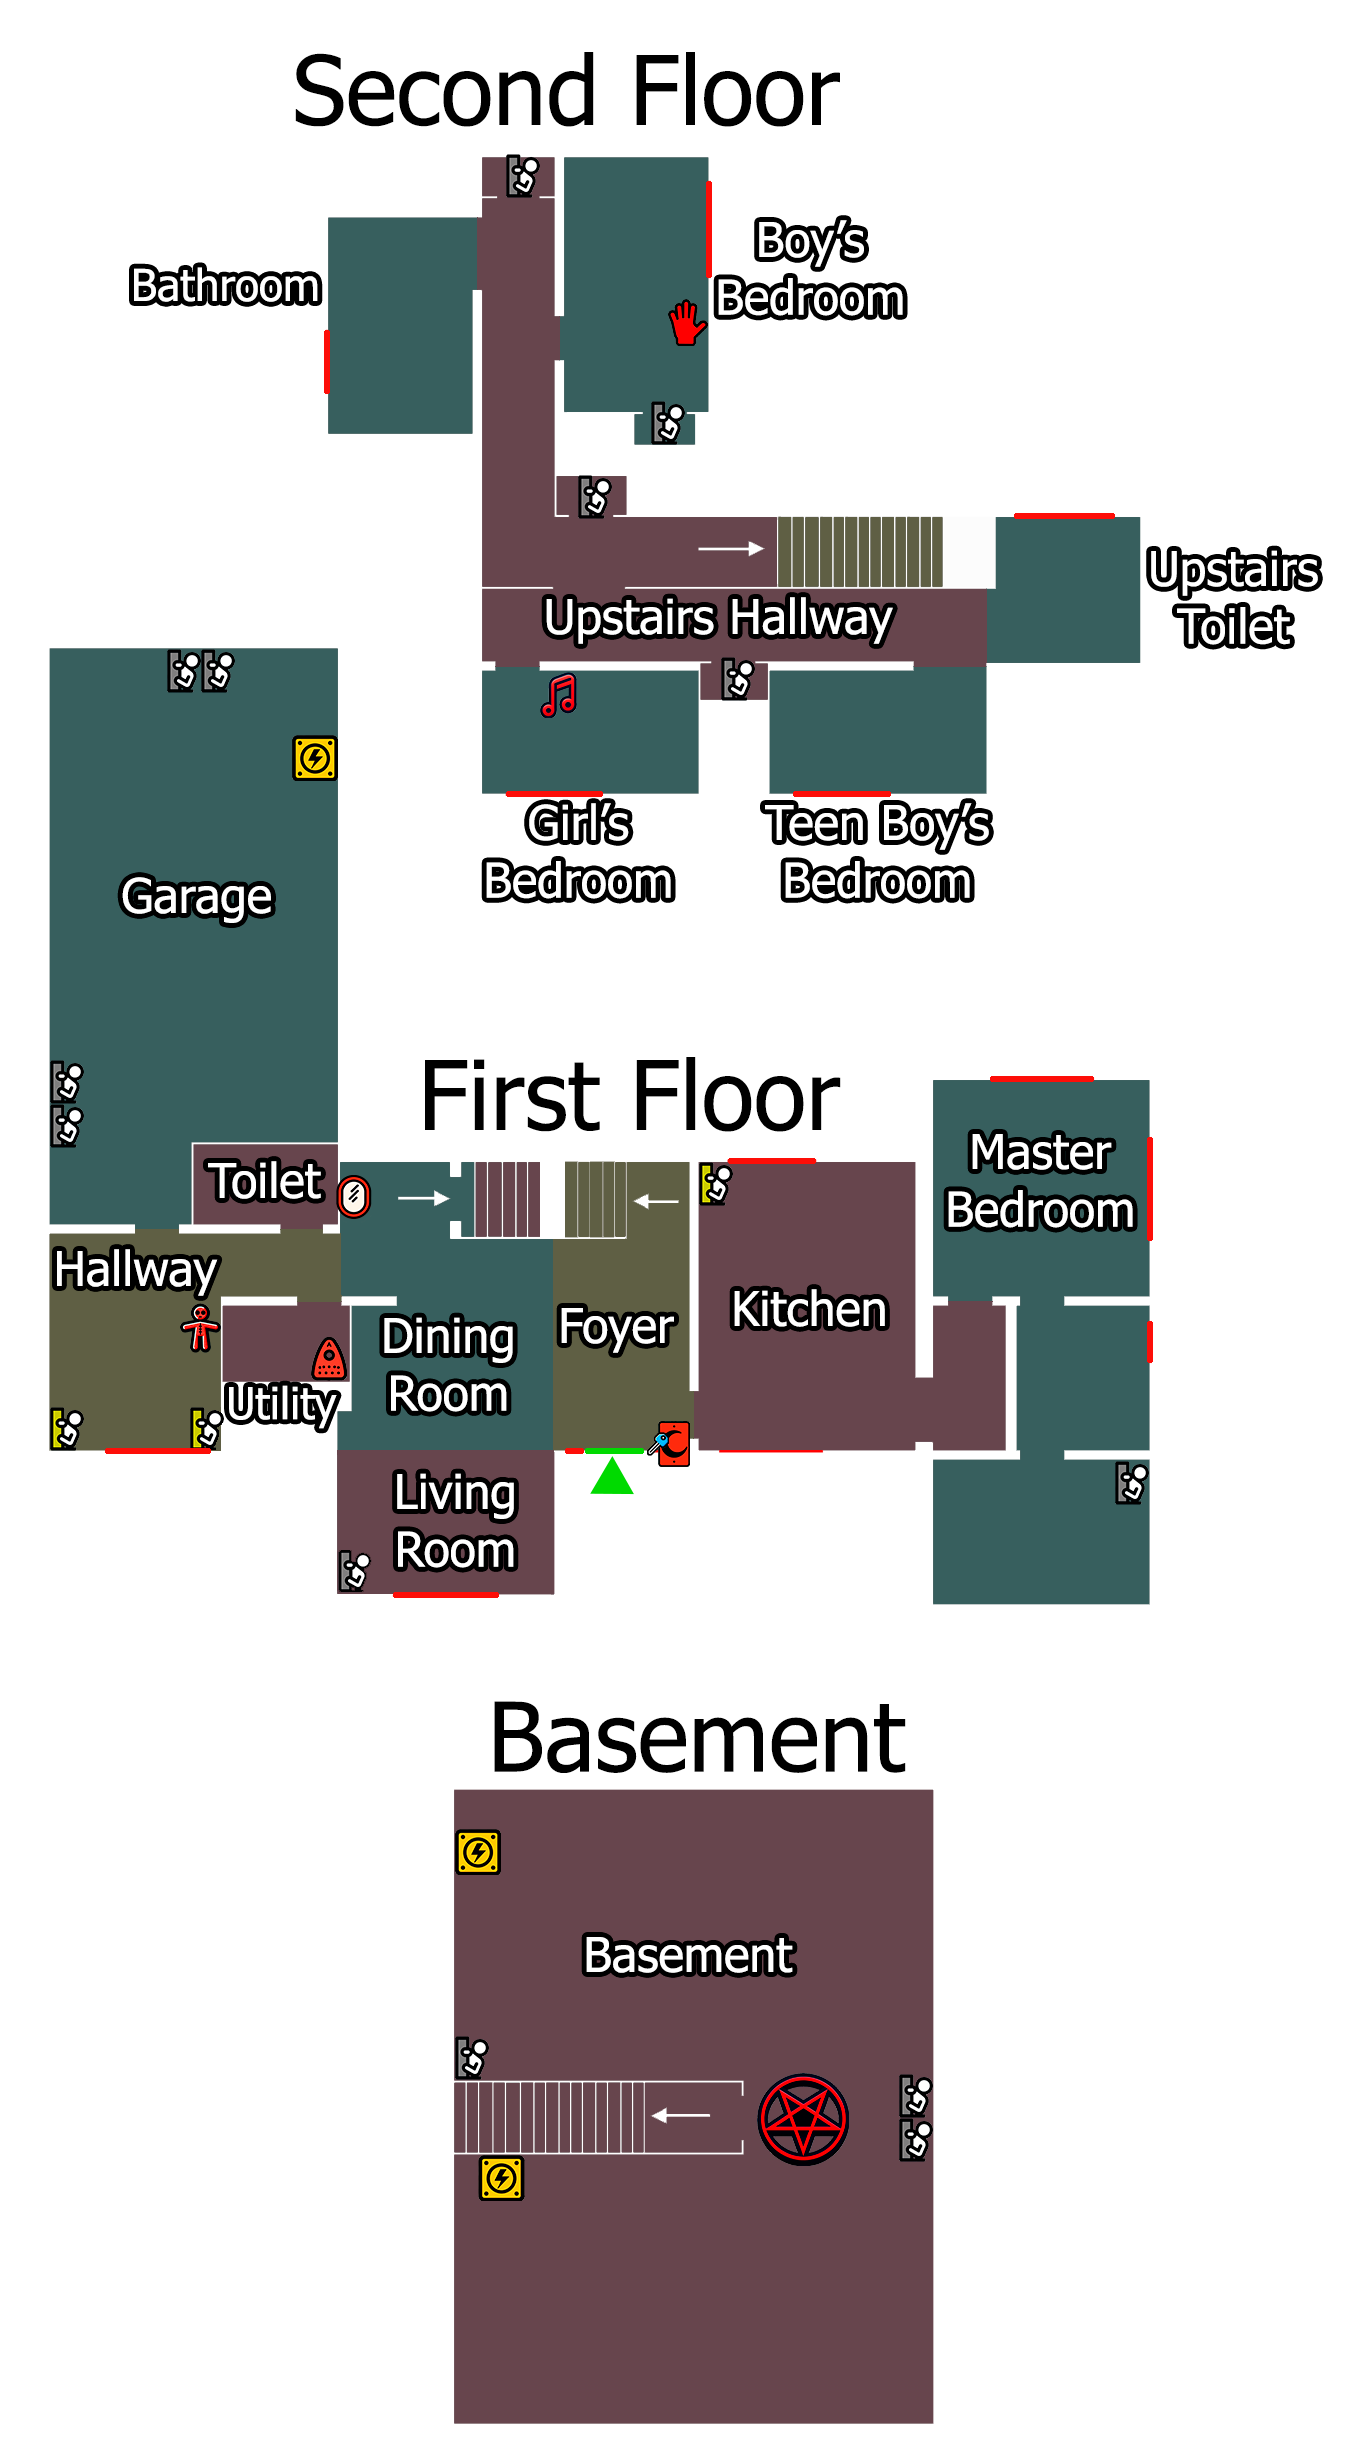 Second Floor
Boy's
Bedroom
Bathroom
Upstairs
Toilet
Upstairs Hallway
Girl's
Bedroom
Teen Boy's
Bedroom
Garage
First Floor
Toilet
Master
Bedroom
Hallway
Dining
Room
Foyer
Kitchen
Utility
Living
Room
Basement
Basement